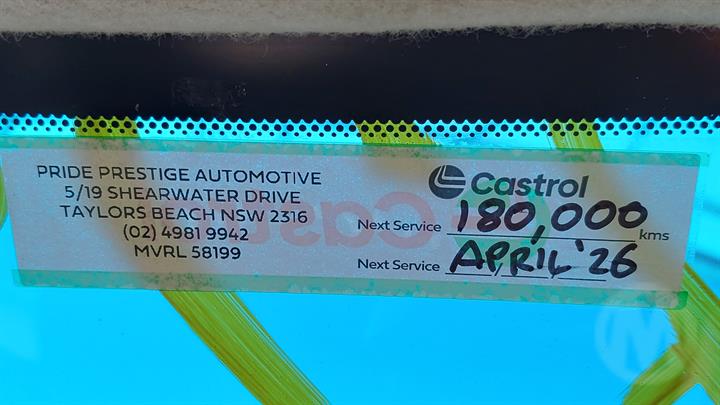 PRIDE PRESTIGE AUTOMOTIVE
5/19 SHEARWATER DRIVE
TAYLORS BEACH NSW 2316
(02) 4981 9942
MVRL 58199
Castrol
Next Service 180,000 kms
Next Service APRIL '26